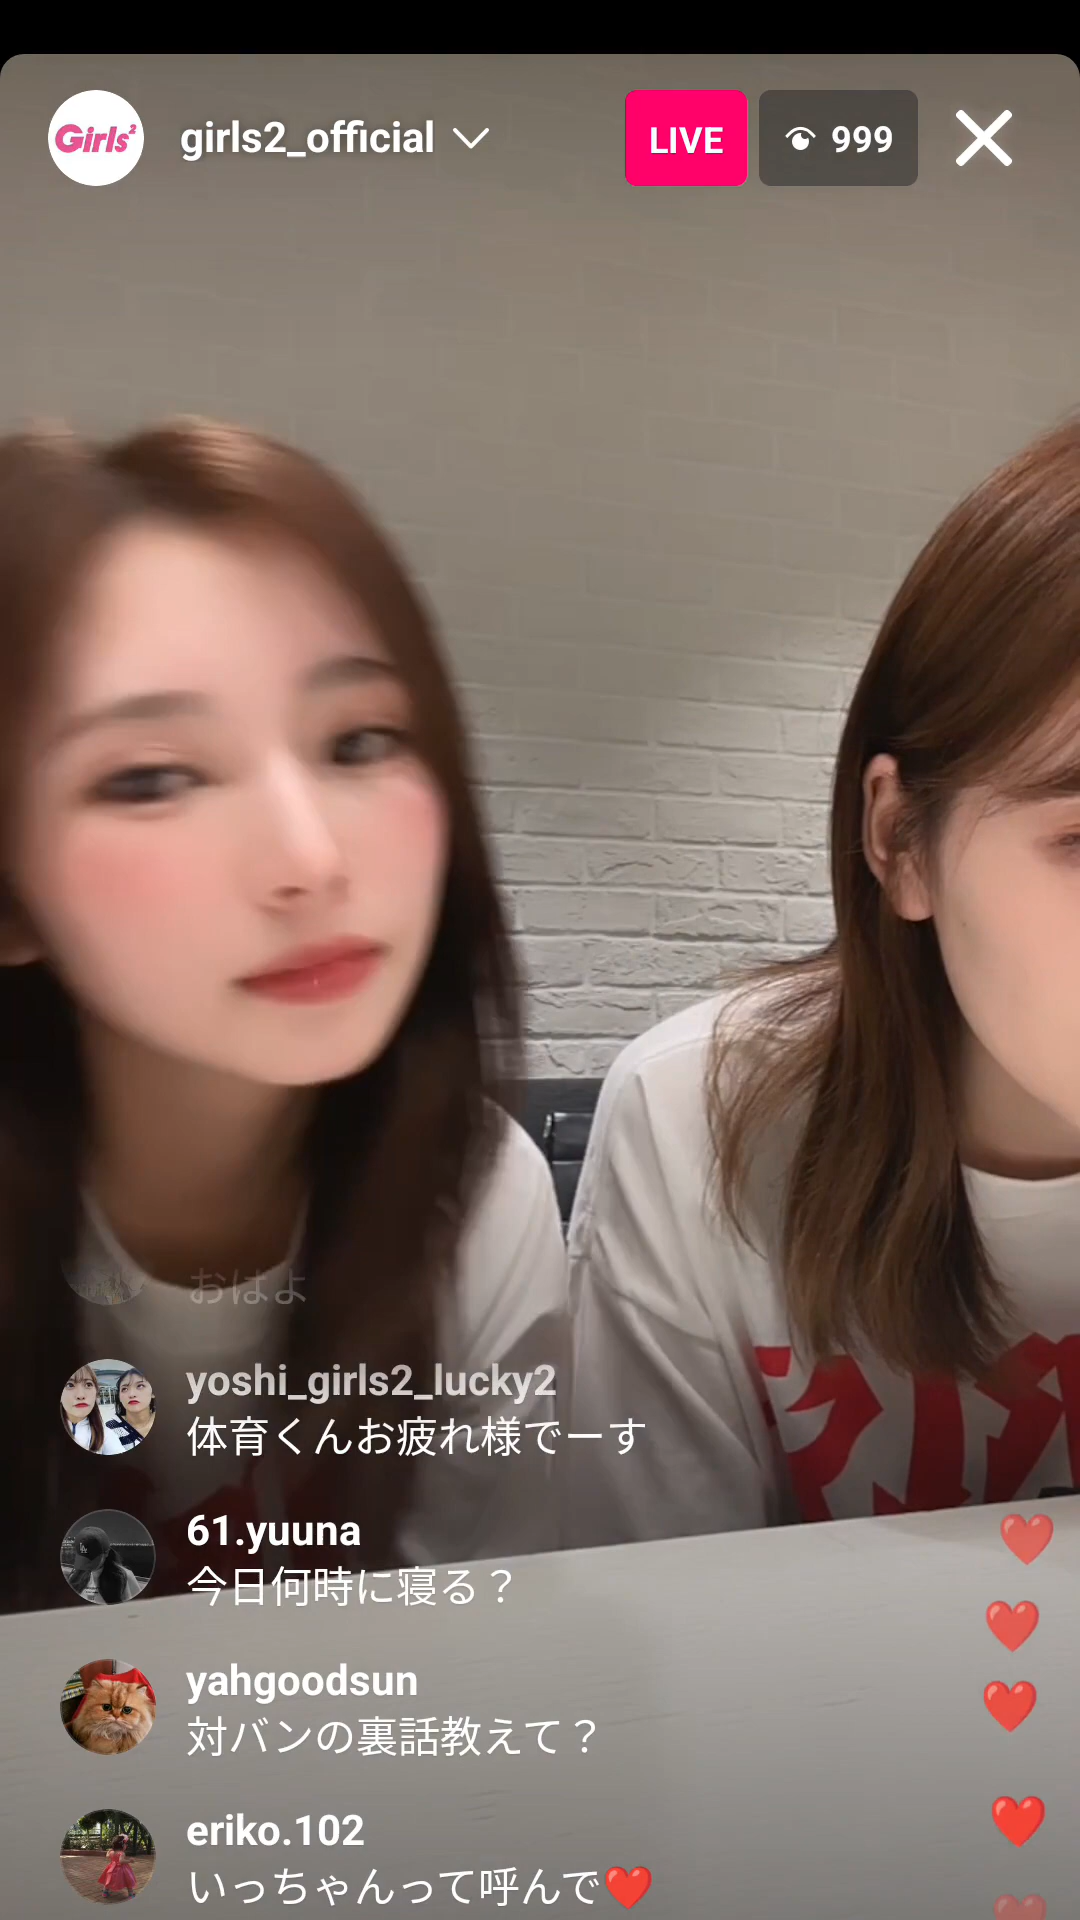 Girls²
girls2_official
LIVE
999
おはよ
yoshi_girls2_lucky2
体育くんお疲れ様でーす
61.yuuna
今日何時に寝る？
yahgoodsun
対バンの裏話教えて？
eriko.102
いっちゃんって呼んで❤️